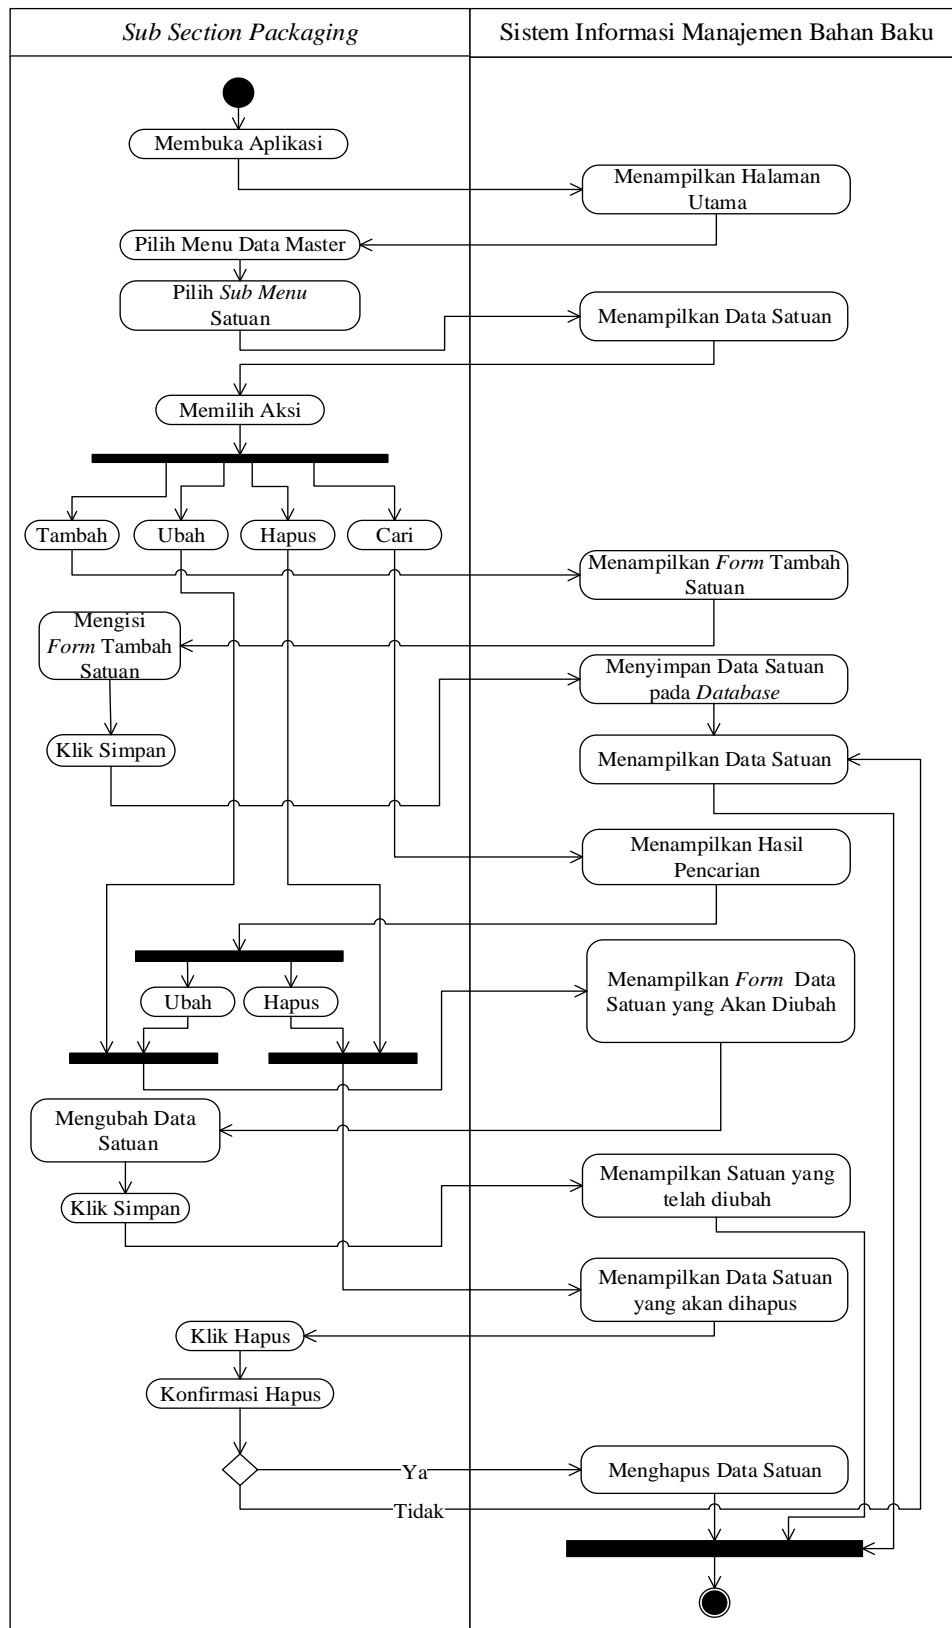 Sub Section Packaging
Sistem Informasi Manajemen Bahan Baku
Membuka Aplikasi
Menampilkan Halaman
Utama
Pilih Menu Data Master
Pilih Sub Menu
Satuan
Menampilkan Data Satuan
Memilih Aksi
Tambah
Ubah
Hapus
Cari
Menampilkan Form Tambah
Satuan
Mengisi
Form Tambah
Satuan
Menyimpan Data Satuan
pada Database
Klik Simpan
Menampilkan Data Satuan
Menampilkan Hasil
Pencarian
Menampilkan Form Data
Satuan yang Akan Diubah
Ubah
Hapus
Mengubah Data
Satuan
Klik Simpan
Menampilkan Satuan yang
telah diubah
Menampilkan Data Satuan
yang akan dihapus
Klik Hapus
Konfirmasi Hapus
Ya
Menghapus Data Satuan
Tidak